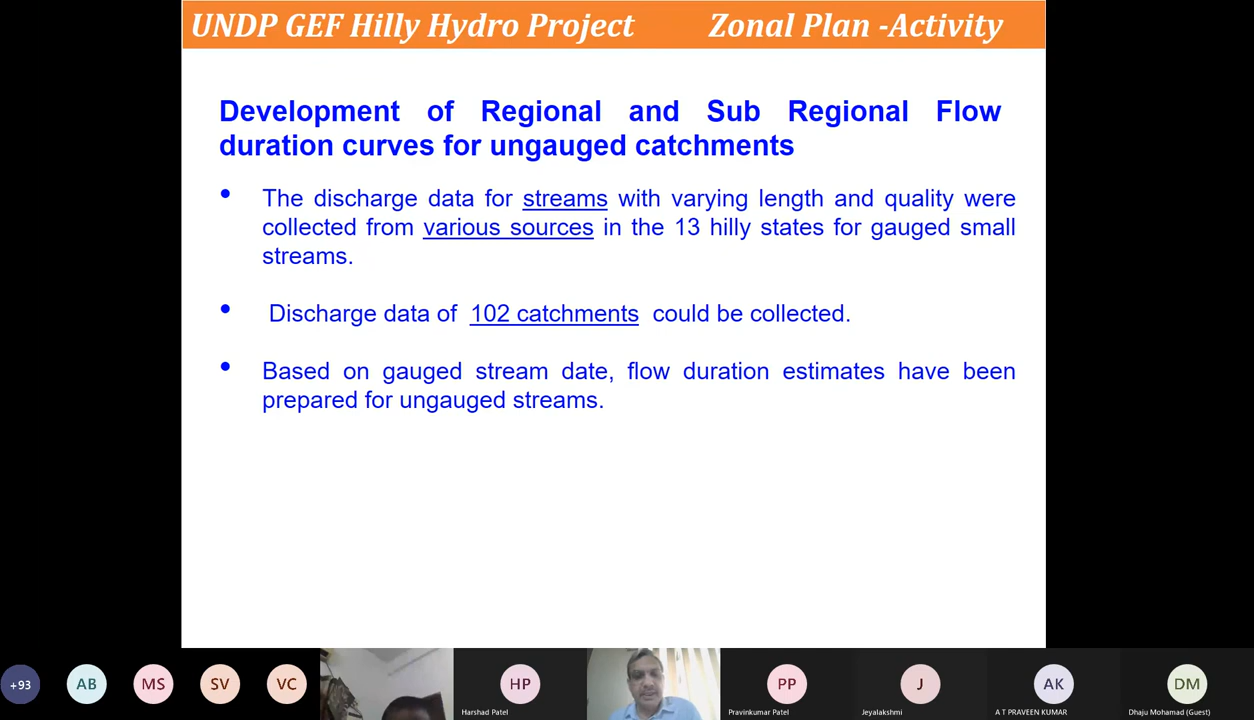 UNDP GEF Hilly Hydro Project Zonal Plan -Activity
Development of Regional and Sub Regional Flow
duration curves for ungauged catchments
• The discharge data for streams with varying length and quality were
collected from various sources in the 13 hilly states for gauged small
streams.
• Discharge data of 102 catchments could be collected.
• Based on gauged stream date, flow duration estimates have been
prepared for ungauged streams.
+93 AB MS SV VC HP PP J AK DM
Harshad Patel Pravinkumar Patel Jeyalakshmi A T PRAVEEN KUMAR Dhaju Mohamad (Guest)